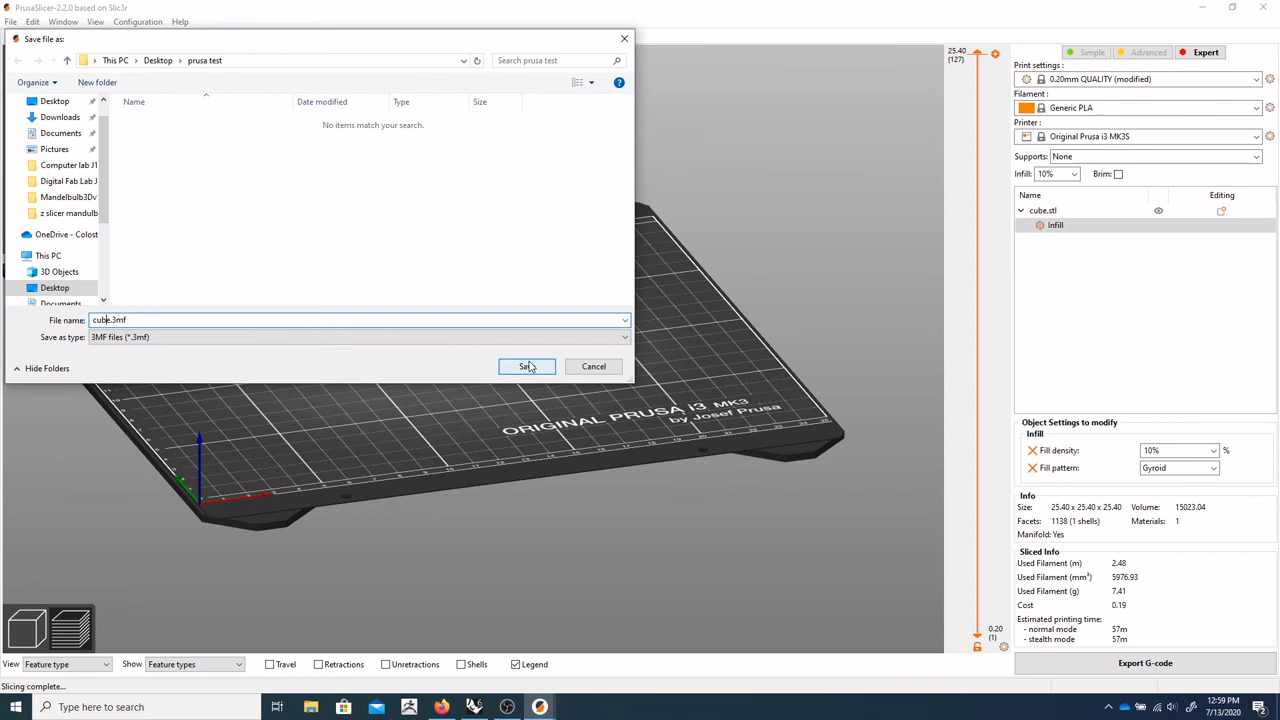 PrusaSlicer-2.2.0 based on Slic3r
File Edit Window View Configuration Help
Save file as:
This PC > Desktop > prusa test
Search prusa test
Organize New folder
Name Date modified Type Size
No items match your search.
Desktop
Downloads
Documents
Pictures
Computer lab J1
Digital Fab Lab J
Mandelbulb3Dv
z slicer mandulb
OneDrive - Colost
This PC
3D Objects
Desktop
Documents
File name: cube.3mf
Save as type: 3MF files (*.3mf)
Hide Folders
Save Cancel
ORIGINAL PRUSA i3 MK3
by Josef Prusa
25.40
(127)
0.20
(1)
Simple Advanced Expert
Print settings :
0.20mm QUALITY (modified)
Filament :
Generic PLA
Printer :
Original Prusa i3 MK3S
Supports: None
Infill: 10% Brim:
Name Editing
cube.stl
Infill
Object Settings to modify
Infill
Fill density: 10% %
Fill pattern: Gyroid
Info
Size: 25.40 x 25.40 x 25.40 Volume: 15023.04
Facets: 1138 (1 shells) Materials: 1
Manifold: Yes
Sliced Info
Used Filament (m) 2.48
Used Filament (mm³) 5976.93
Used Filament (g) 7.41
Cost 0.19
Estimated printing time:
- normal mode 57m
- stealth mode 57m
Export G-code
View Feature type Show Feature types Travel Retractions Unretractions Shells Legend
Slicing complete...
Type here to search
12:59 PM
7/13/2020
2